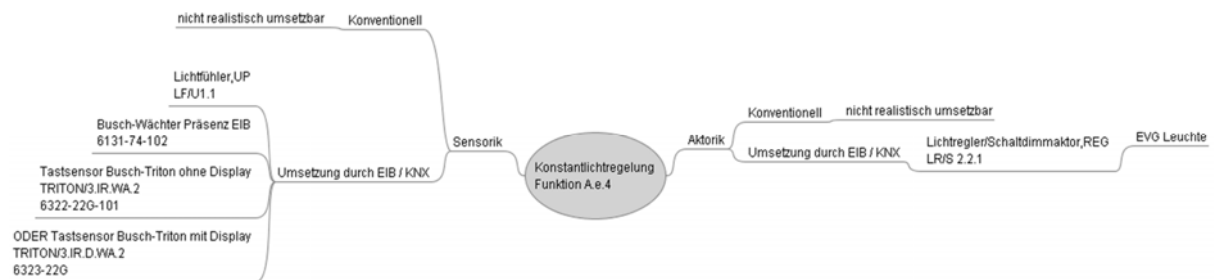 nicht realistisch umsetzbar
Konventionell
Lichtfühler,UP
LF/U1.1
Busch-Wächter Präsenz EIB
6131-74-102
Tastsensor Busch-Triton ohne Display
TRITON/3.IR.WA.2
6322-22G-101
ODER Tastsensor Busch-Triton mit Display
TRITON/3.IR.D.WA.2
6323-22G
Umsetzung durch EIB / KNX
Sensorik
Konstantlichtregelung
Funktion A.e.4
Aktorik
Konventionell
nicht realistisch umsetzbar
Umsetzung durch EIB / KNX
Lichtregler/Schaltdimmaktor,REG
LR/S 2.2.1
EVG Leuchte